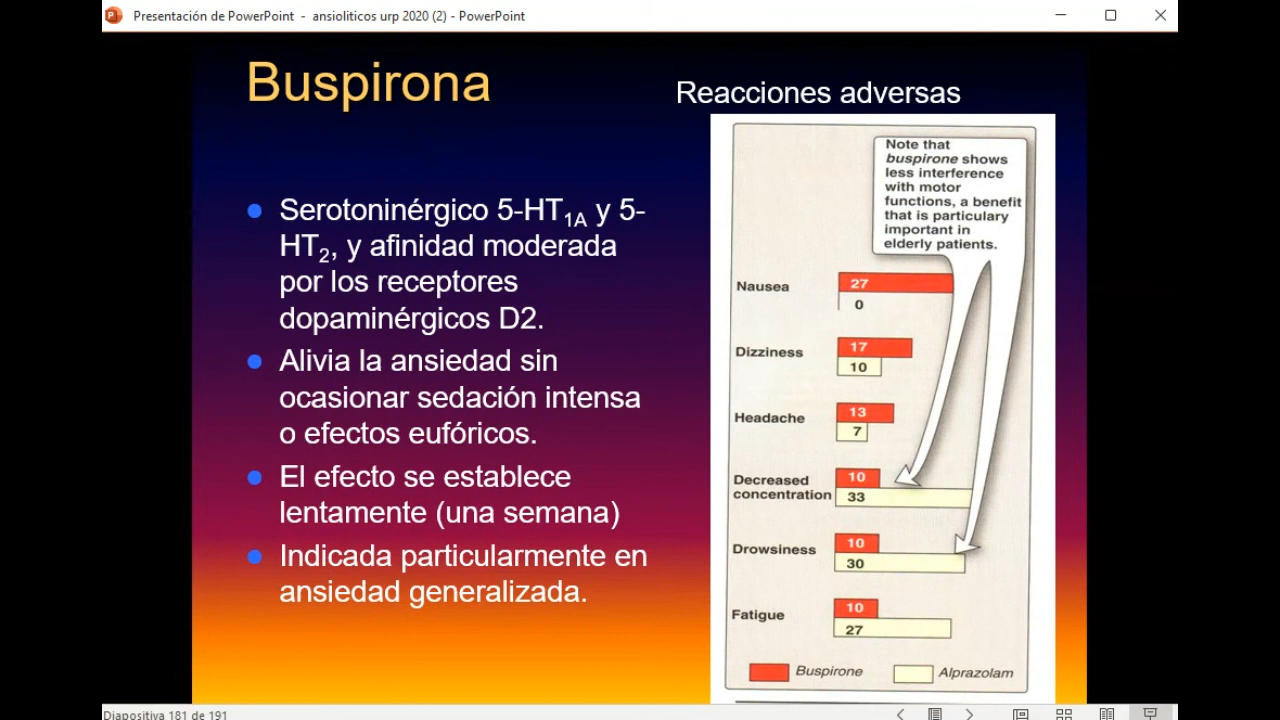 Presentación de PowerPoint - ansioliticos urp 2020 (2) - PowerPoint
Buspirona
Serotoninérgico 5-HT1A y 5-
HT2, y afinidad moderada
por los receptores
dopaminérgicos D2.
Alivia la ansiedad sin
ocasionar sedación intensa
o efectos eufóricos.
El efecto se establece
lentamente (una semana)
Indicada particularmente en
ansiedad generalizada.
Reacciones adversas
Note that
buspirone shows
less interference
with motor
functions, a benefit
that is particulary
important in
elderly patients.
Nausea
27
0
Dizziness
17
10
Headache
13
7
Decreased
concentration
10
33
Drowsiness
10
30
Fatigue
10
27
Buspirone
Alprazolam
Diapositiva 181 de 191